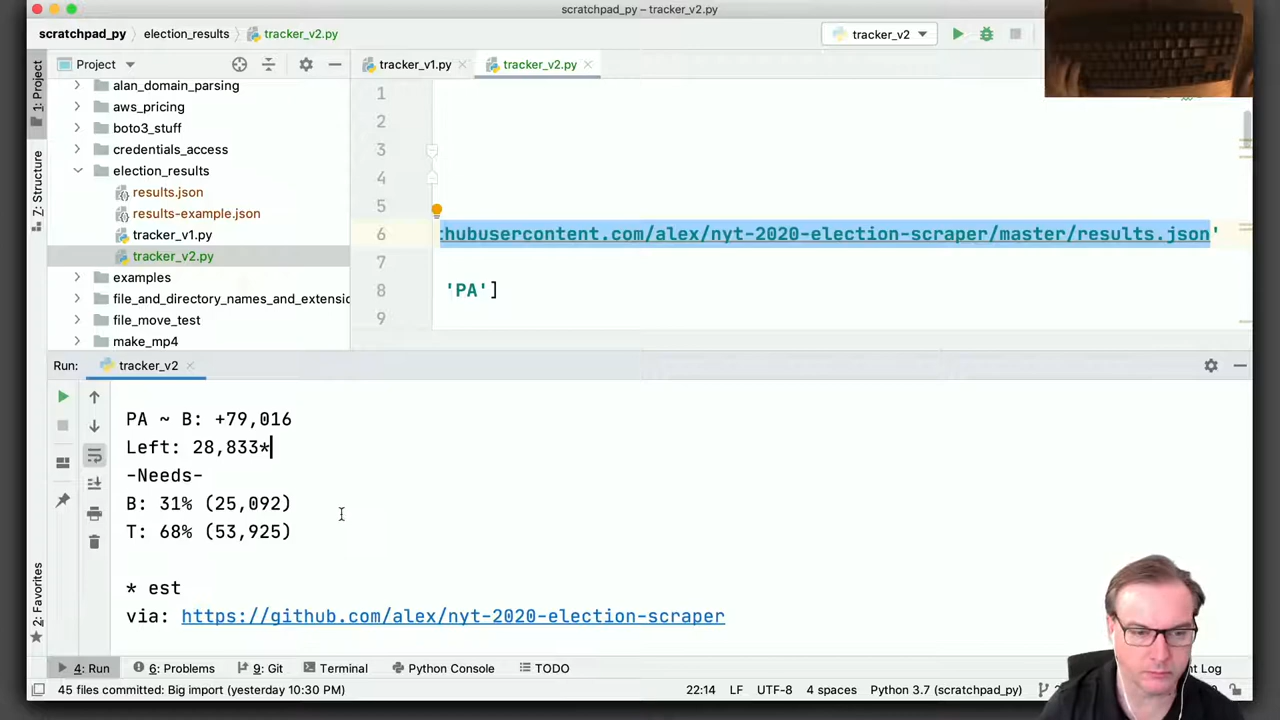 scratchpad_py – tracker_v2.py
scratchpad_py
election_results
tracker_v2.py
tracker_v2
1: Project
Z: Structure
2: Favorites
Project
tracker_v1.py
tracker_v2.py
alan_domain_parsing
aws_pricing
boto3_stuff
credentials_access
election_results
results.json
results-example.json
tracker_v1.py
tracker_v2.py
examples
file_and_directory_names_and_extensio
file_move_test
make_mp4
1
2
3
4
5
6
hubusercontent.com/alex/nyt-2020-election-scraper/master/results.json'
7
8
'PA']
9
Run:
tracker_v2
PA ~ B: +79,016
Left: 28,833*
-Needs-
B: 31% (25,092)
T: 68% (53,925)
* est
via: https://github.com/alex/nyt-2020-election-scraper
4: Run
6: Problems
9: Git
Terminal
Python Console
TODO
nt Log
45 files committed: Big import (yesterday 10:30 PM)
22:14
LF
UTF-8
4 spaces
Python 3.7 (scratchpad_py)